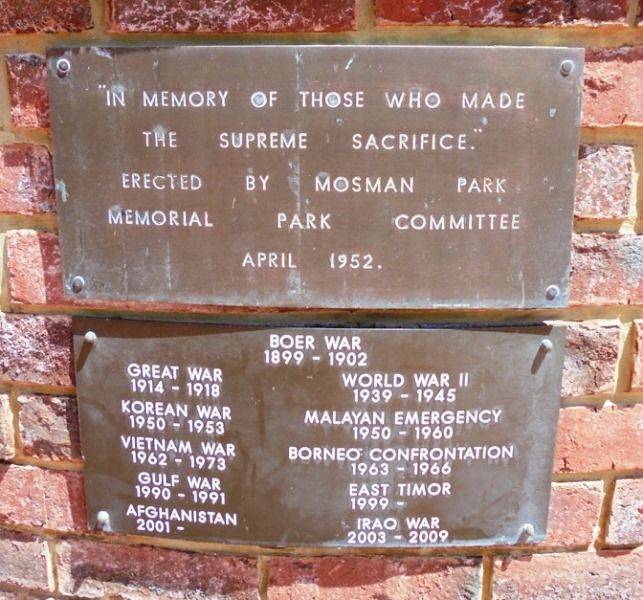 "IN MEMORY OF THOSE WHO MADE
THE SUPREME SACRIFICE."
ERECTED BY MOSMAN PARK
MEMORIAL PARK COMMITTEE
APRIL 1952.
BOER WAR
1899 - 1902
GREAT WAR
1914 - 1918
KOREAN WAR
1950 - 1953
VIETNAM WAR
1962 - 1973
GULF WAR
1990 - 1991
AFGHANISTAN
2001 -
WORLD WAR II
1939 - 1945
MALAYAN EMERGENCY
1950 - 1960
BORNEO CONFRONTATION
1963 - 1966
EAST TIMOR
1999 -
IRAQ WAR
2003 - 2009